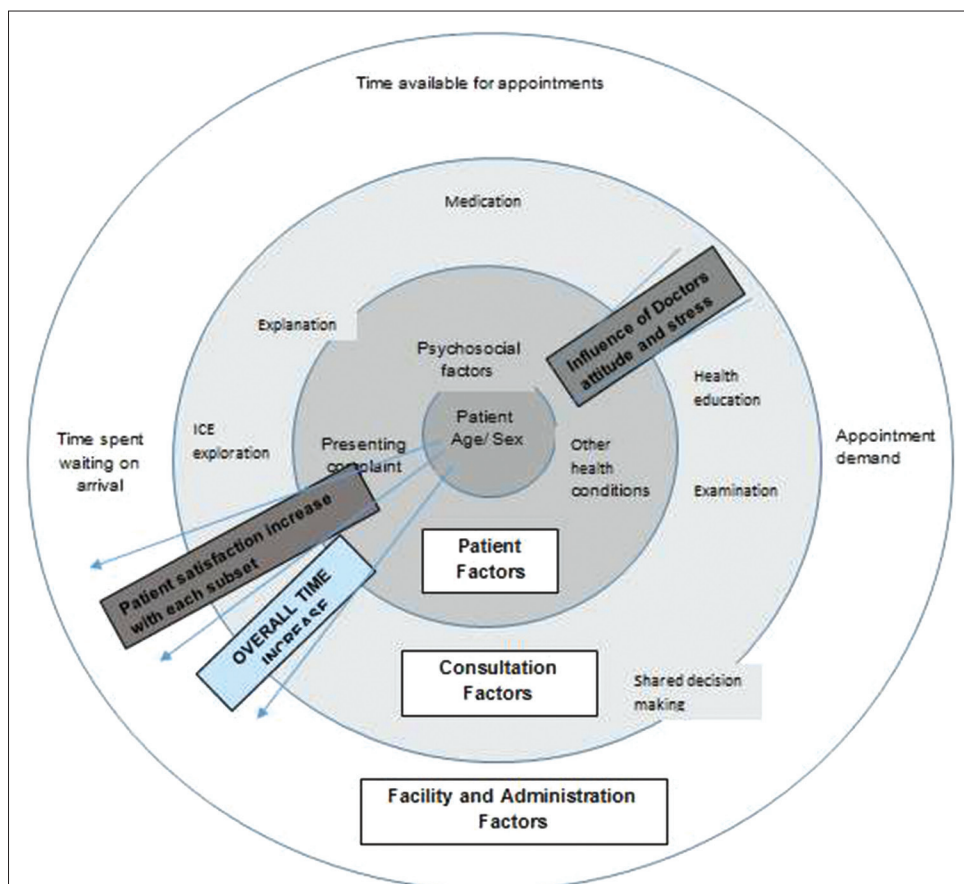 Time available for appointments
Medication
Explanation
Influence of Doctors
attitude and stress
Psychosocial
factors
Health
education
ICE
exploration
Patient
Age/ Sex
Presenting
complaint
Other
health
conditions
Time spent
waiting on
arrival
Appointment
demand
Examination
Patient satisfaction increase
with each subset
OVERALL TIME
INCREASE
Patient
Factors
Consultation
Factors
Shared decision
making
Facility and Administration
Factors